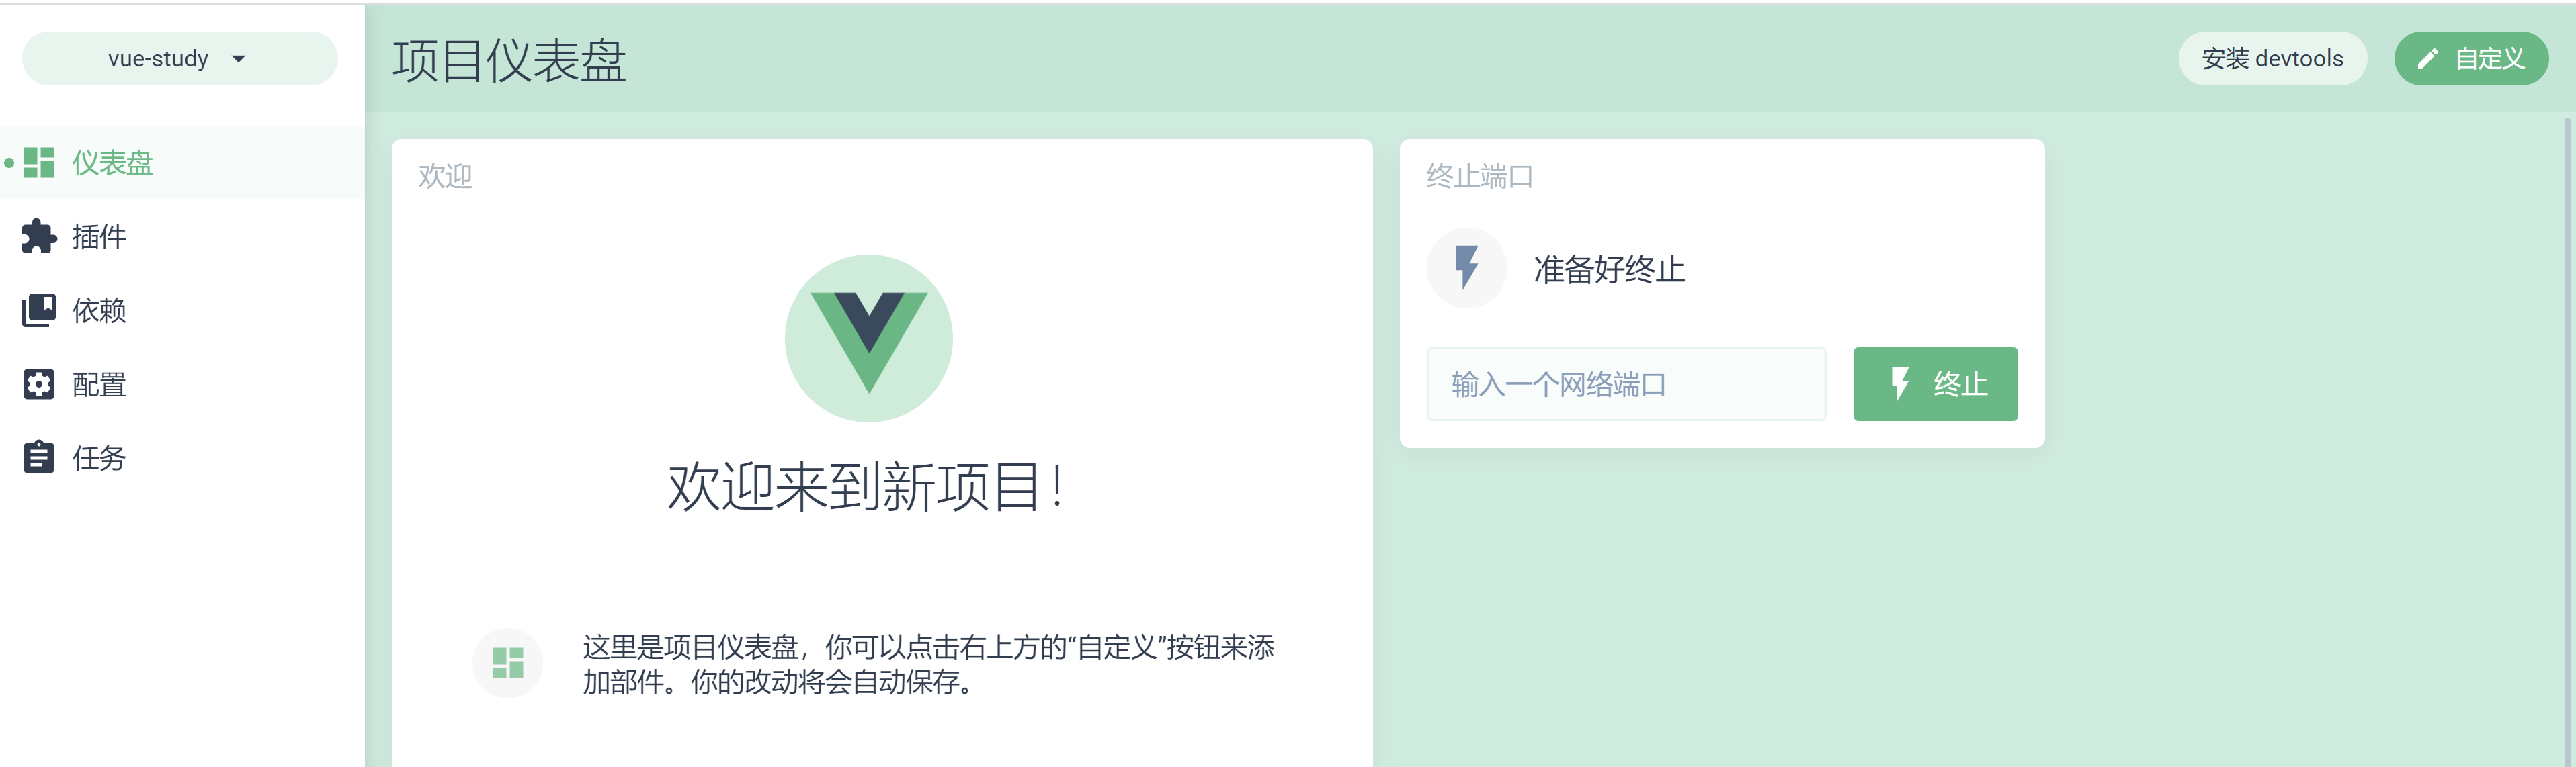 vue-study
项目仪表盘
安装 devtools
自定义
仪表盘
插件
依赖
配置
任务
欢迎
欢迎来到新项目！
这里是项目仪表盘，你可以点击右上方的“自定义”按钮来添
加部件。你的改动将会自动保存。
终止端口
准备好终止
输入一个网络端口
终止